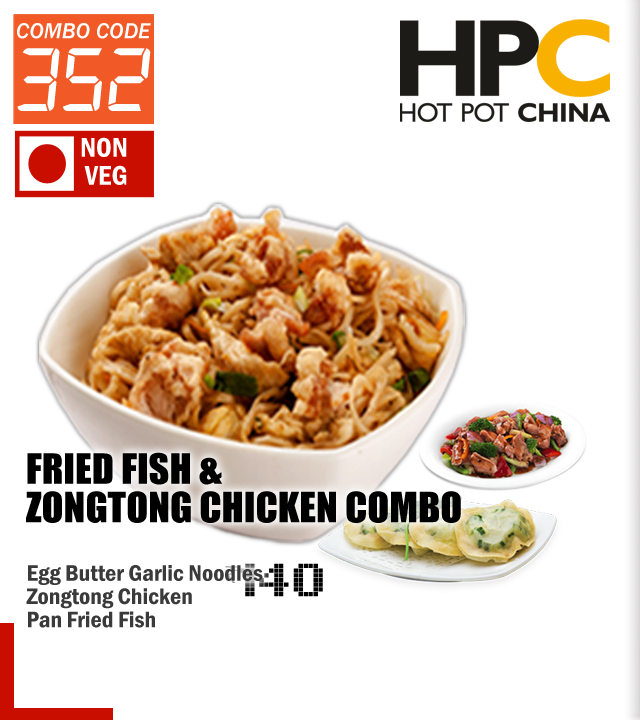 COMBO CODE
352
NON
VEG
HPC
HOT POT CHINA
FRIED FISH &
ZONGTONG CHICKEN COMBO
Egg Butter Garlic Noodles
140
Zongtong Chicken
Pan Fried Fish